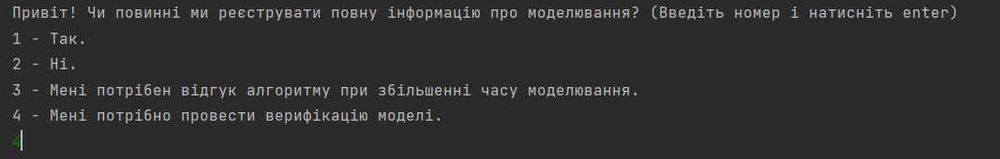 Привіт! Чи повинні ми реєструвати повну інформацію про моделювання? (Введіть номер і натисніть enter)
1 - Так.
2 - Ні.
3 - Мені потрібен відгук алгоритму при збільшенні часу моделювання.
4 - Мені потрібно провести верифікацію моделі.
4